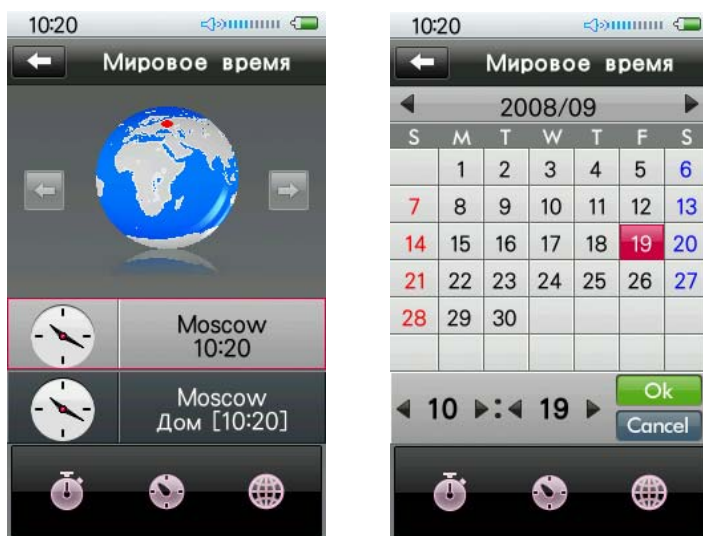 10:20
Мировое время
Moscow
10:20
Moscow
Дом [10:20]
10:20
Мировое время
2008/09
S M T W T F S
1 2 3 4 5 6
7 8 9 10 11 12 13
14 15 16 17 18 19 20
21 22 23 24 25 26 27
28 29 30
10 : 19
Ok
Cancel